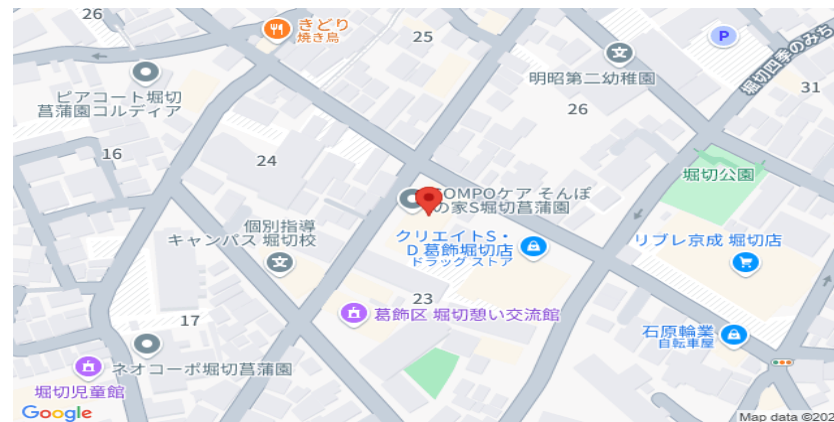 26
きどり
焼き鳥
25
明昭第二幼稚園
P
堀切四季のみち
31
ピアコート堀切
菖蒲園コルディア
26
16
24
堀切公園
SOMPOケア そんぽ
の家S堀切菖蒲園
個別指導
キャンパス 堀切校
クリエイトS・
D 葛飾堀切店
ドラッグ ストア
リブレ京成 堀切店
23
葛飾区 堀切憩い交流館
17
石原輪業
自転車屋
ネオコーポ堀切菖蒲園
堀切児童館
Google
Map data ©202